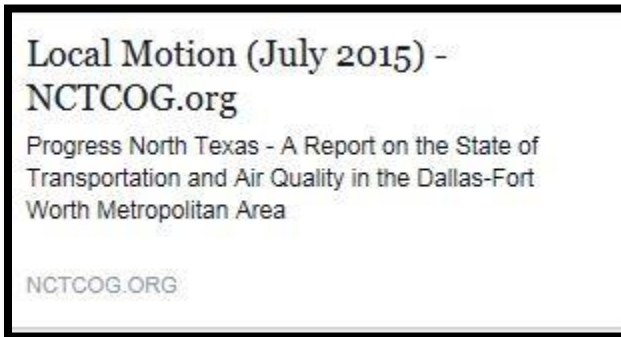 Local Motion (July 2015) -
NCTCOG.org
Progress North Texas - A Report on the State of
Transportation and Air Quality in the Dallas-Fort
Worth Metropolitan Area
NCTCOG.ORG